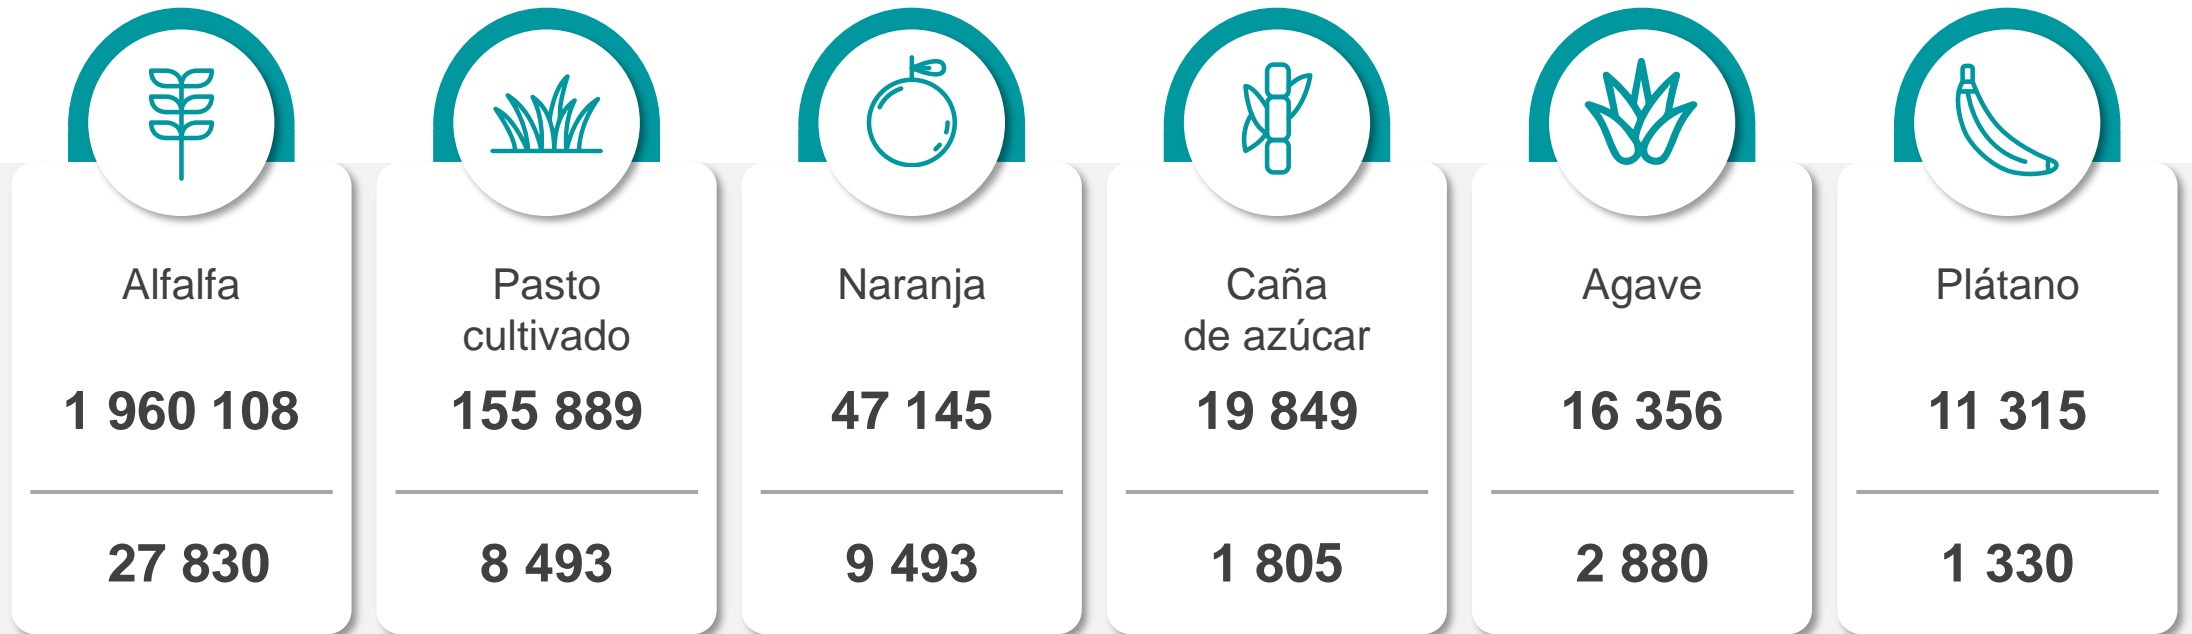 Alfalfa
1 960 108
27 830
Pasto
cultivado
155 889
8 493
Naranja
47 145
9 493
Caña
de azúcar
19 849
1 805
Agave
16 356
2 880
Plátano
11 315
1 330